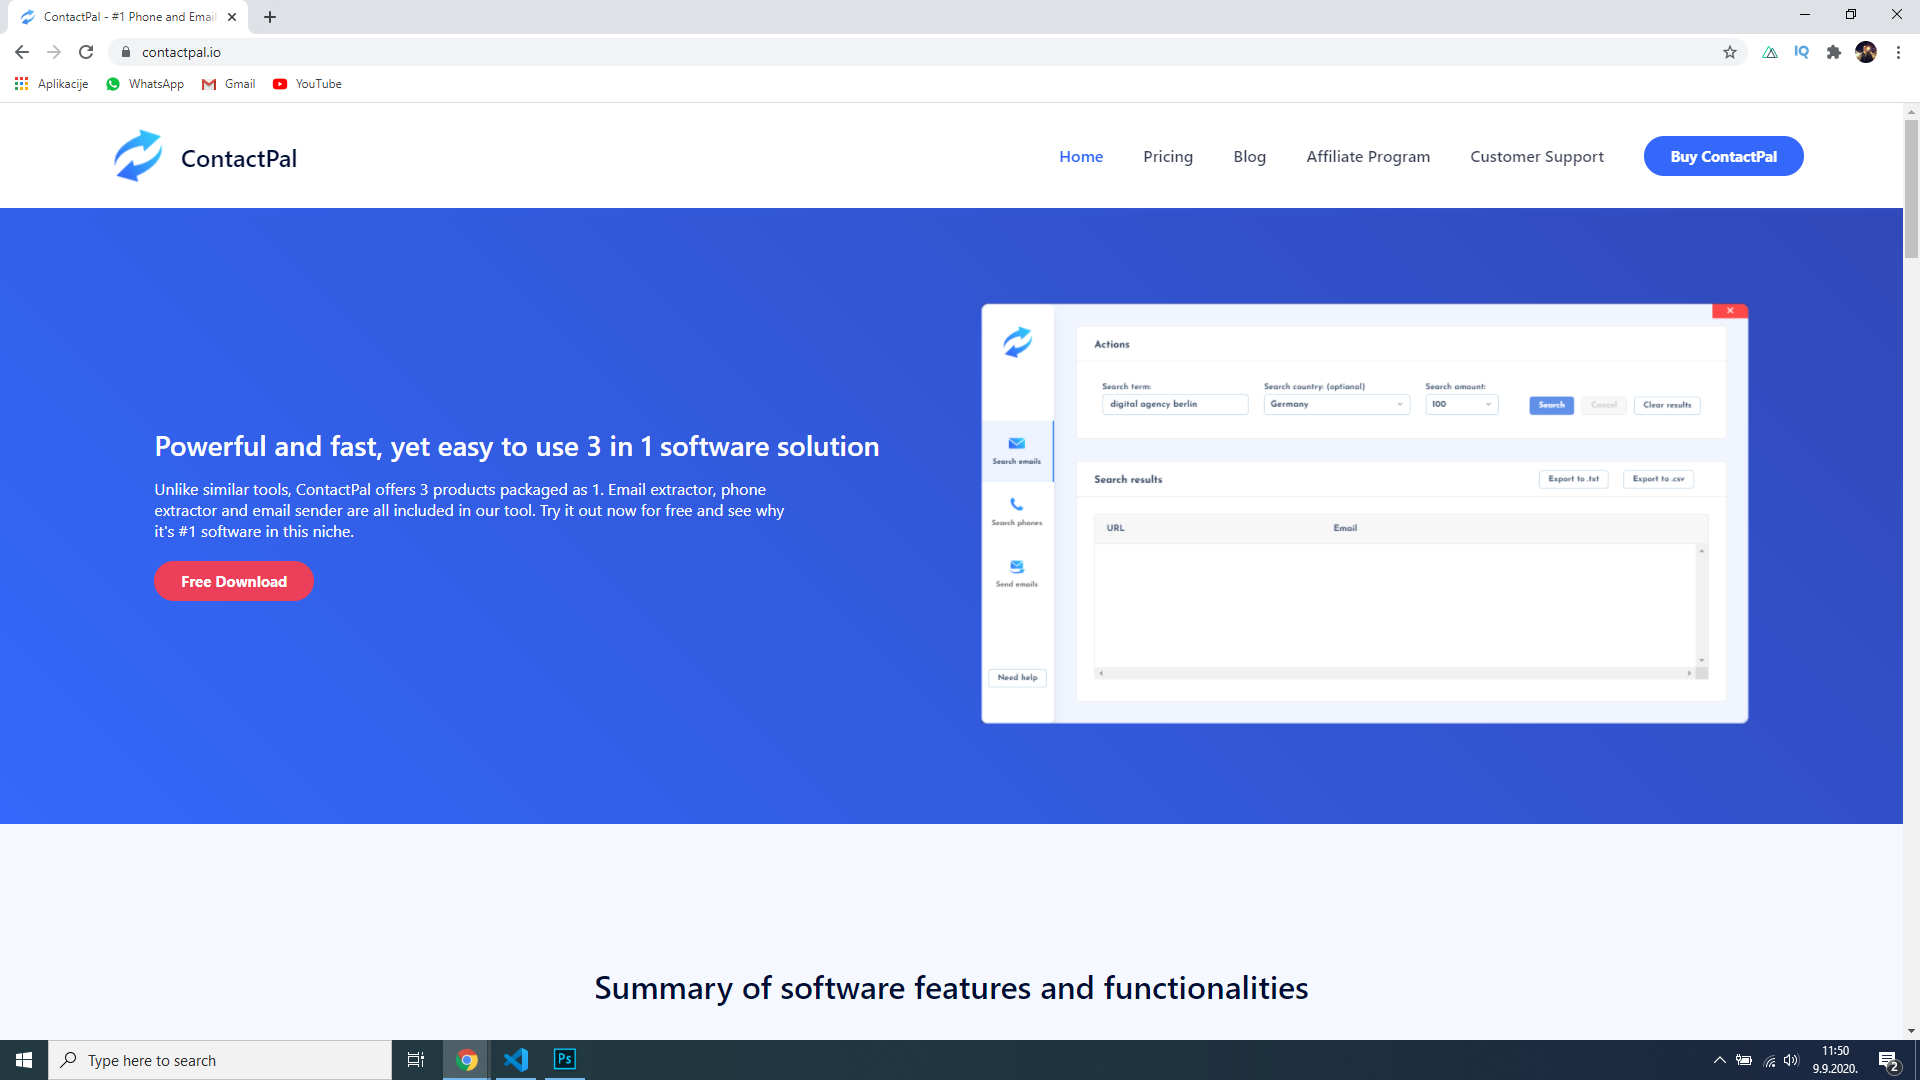 ContactPal - #1 Phone and Email
contactpal.io
IQ
Aplikacije
WhatsApp
Gmail
YouTube
ContactPal
Home
Pricing
Blog
Affiliate Program
Customer Support
Buy ContactPal
Powerful and fast, yet easy to use 3 in 1 software solution
Unlike similar tools, ContactPal offers 3 products packaged as 1. Email extractor, phone
extractor and email sender are all included in our tool. Try it out now for free and see why
it's #1 software in this niche.
Free Download
Actions
Search term:
Search country: (optional)
Search amount:
digital agency berlin
Germany
100
Search
Cancel
Clear results
Search emails
Search phones
Send emails
Need help
Search results
Export to .txt
Export to .csv
URL
Email
Summary of software features and functionalities
Type here to search
Ps
11:50
9.9.2020.
2